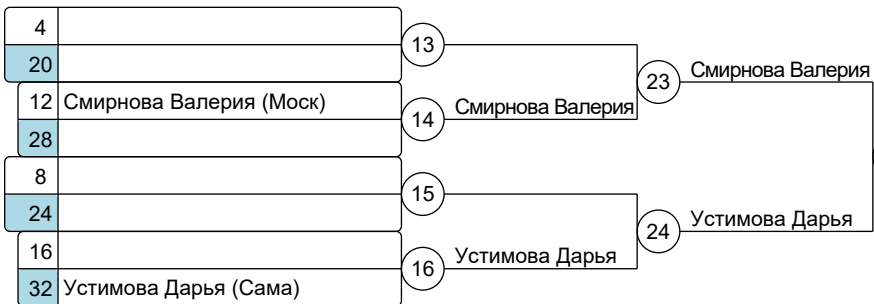 4
13
20
23 Смирнова Валерия
12 Смирнова Валерия (Моск)
14 Смирнова Валерия
28
8
15
24
24 Устимова Дарья
16
16 Устимова Дарья
32 Устимова Дарья (Сама)